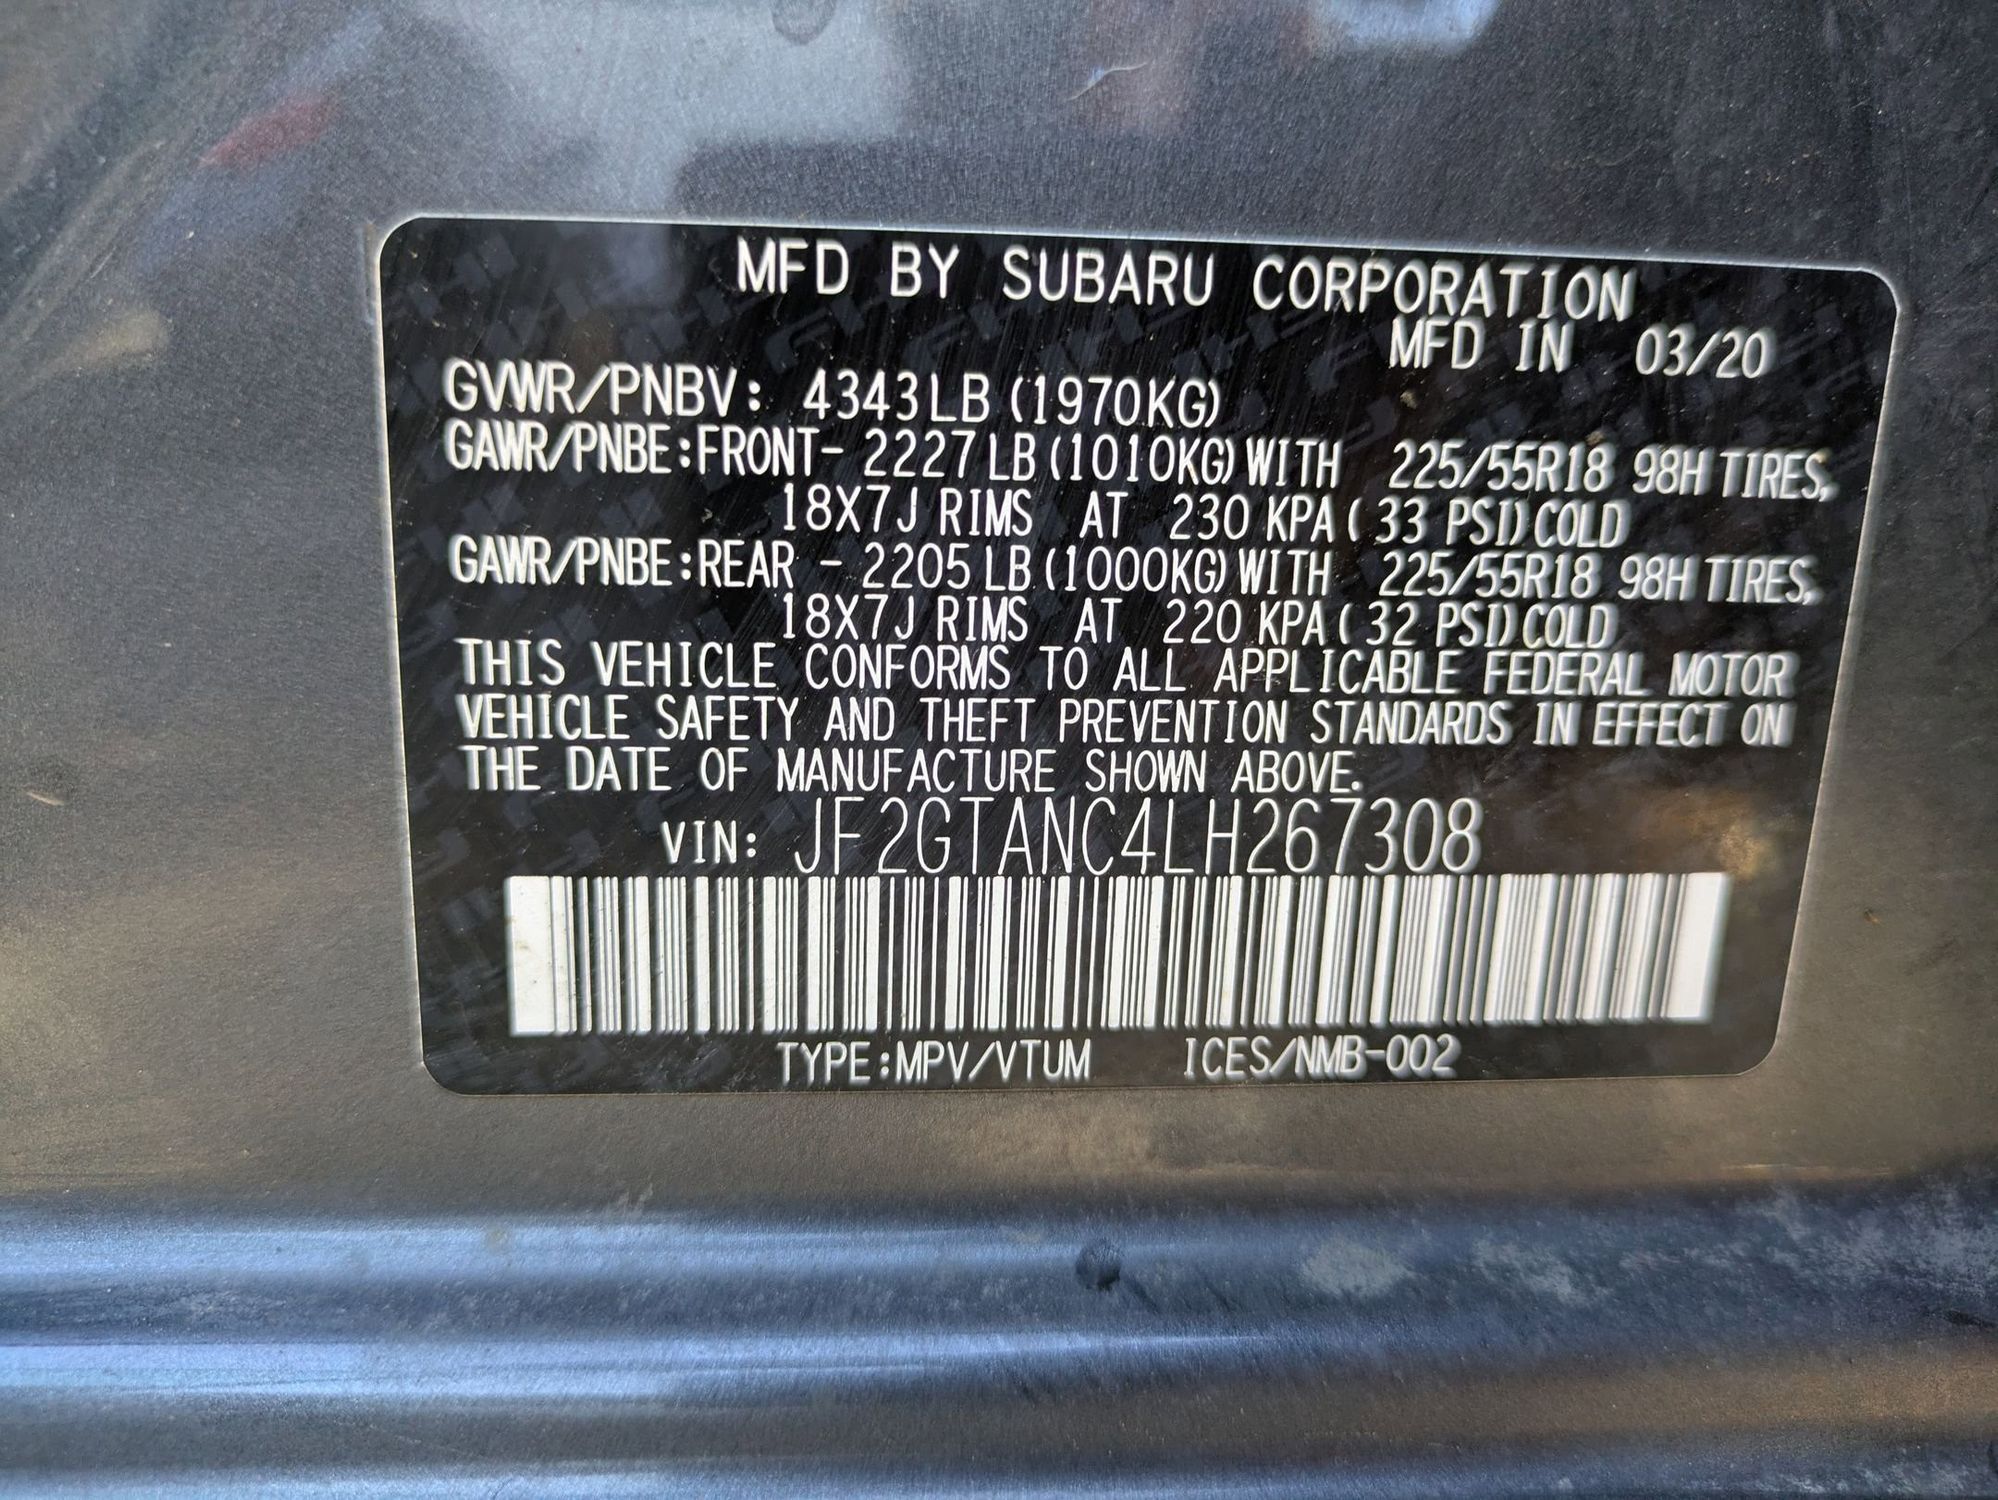 MFD BY SUBARU CORPORATION
MFD IN 03/20
GVWR/PNBV: 4343LB (1970KG)
GAWR/PNBE:FRONT- 2227LB (1010KG) WITH 225/55R18 98H TIRES,
18X7J RIMS AT 230 KPA ( 33 PSI) COLD
GAWR/PNBE:REAR - 2205LB (1000KG) WITH 225/55R18 98H TIRES,
18X7J RIMS AT 220 KPA ( 32 PSI) COLD
THIS VEHICLE CONFORMS TO ALL APPLICABLE FEDERAL MOTOR
VEHICLE SAFETY AND THEFT PREVENTION STANDARDS IN EFFECT ON
THE DATE OF MANUFACTURE SHOWN ABOVE.
VIN: JF2GTANC4LH267308
TYPE:MPV/VTUM ICES/NMB-002